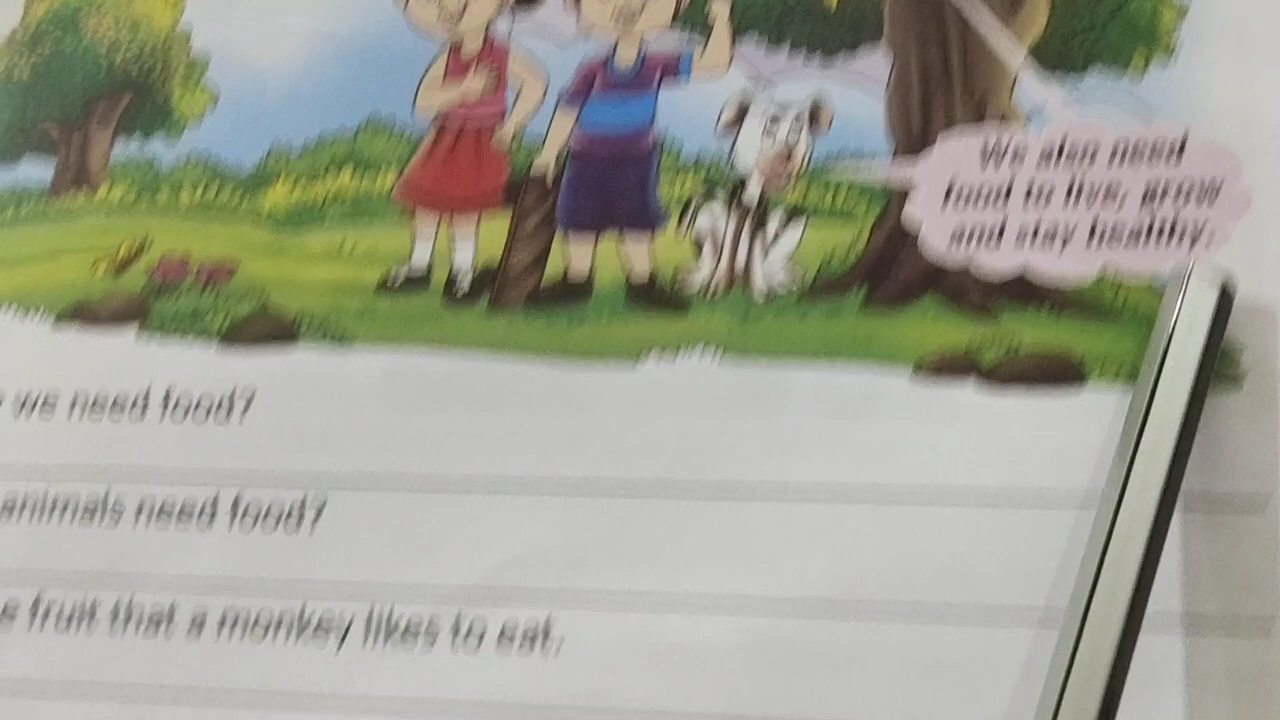 We also need
food to live, grow
and stay healthy.
we need food?
animals need food?
fruit that a monkey likes to eat.